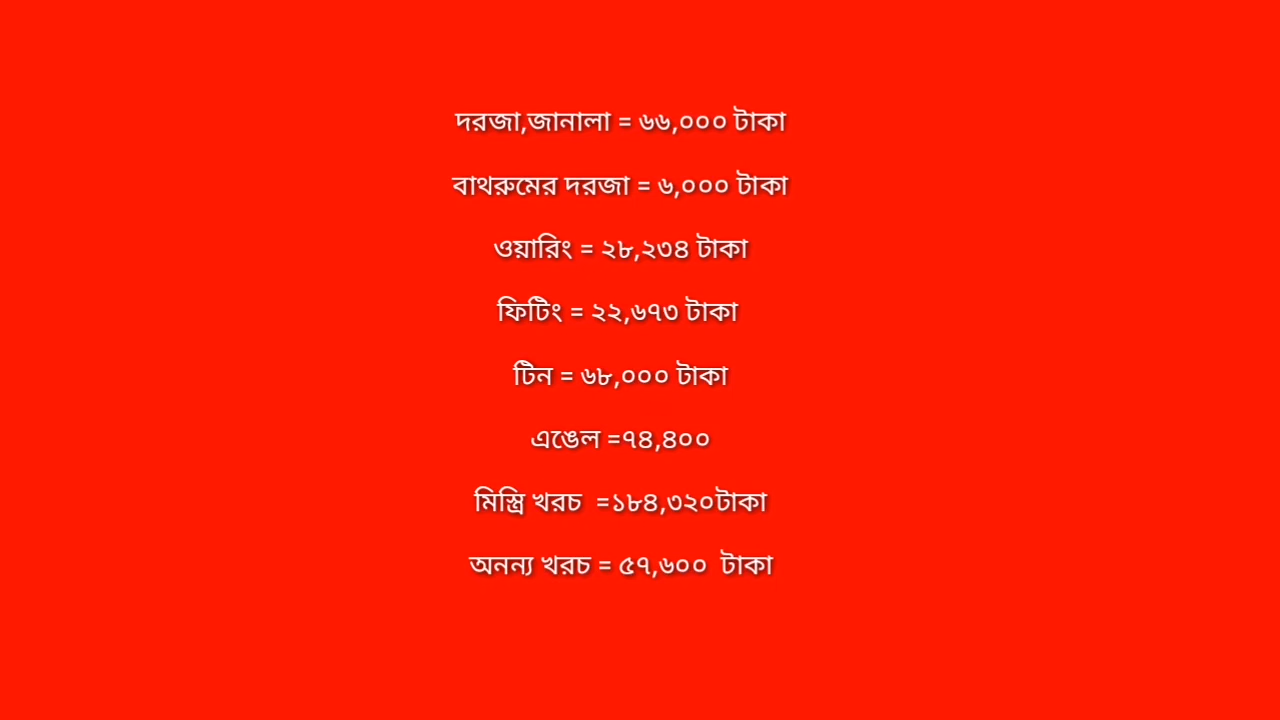 দরজা,জানালা = ৬৬,০০০ টাকা
বাথরুমের দরজা = ৬,০০০ টাকা
ওয়ারিং = ২৮,২৩৪ টাকা
ফিটিং = ২২,৬৭৩ টাকা
টিন = ৬৮,০০০ টাকা
এঙেল =৭৪,৪০০
মিস্ত্রি খরচ  =১৮৪,৩২০টাকা
অনন্য খরচ = ৫৭,৬০০  টাকা